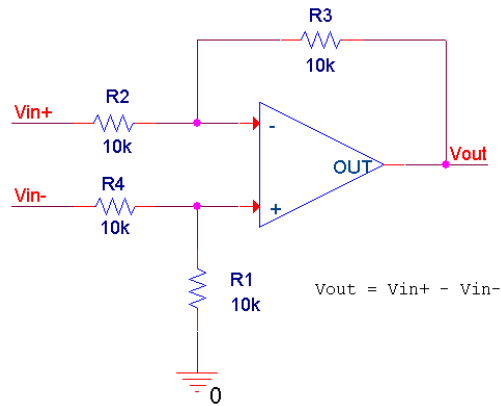 R3
10k
R2
Vin+
10k
-
OUT
Vout
R4
Vin-
10k
+
R1
10k
Vout = Vin+ - Vin-
0